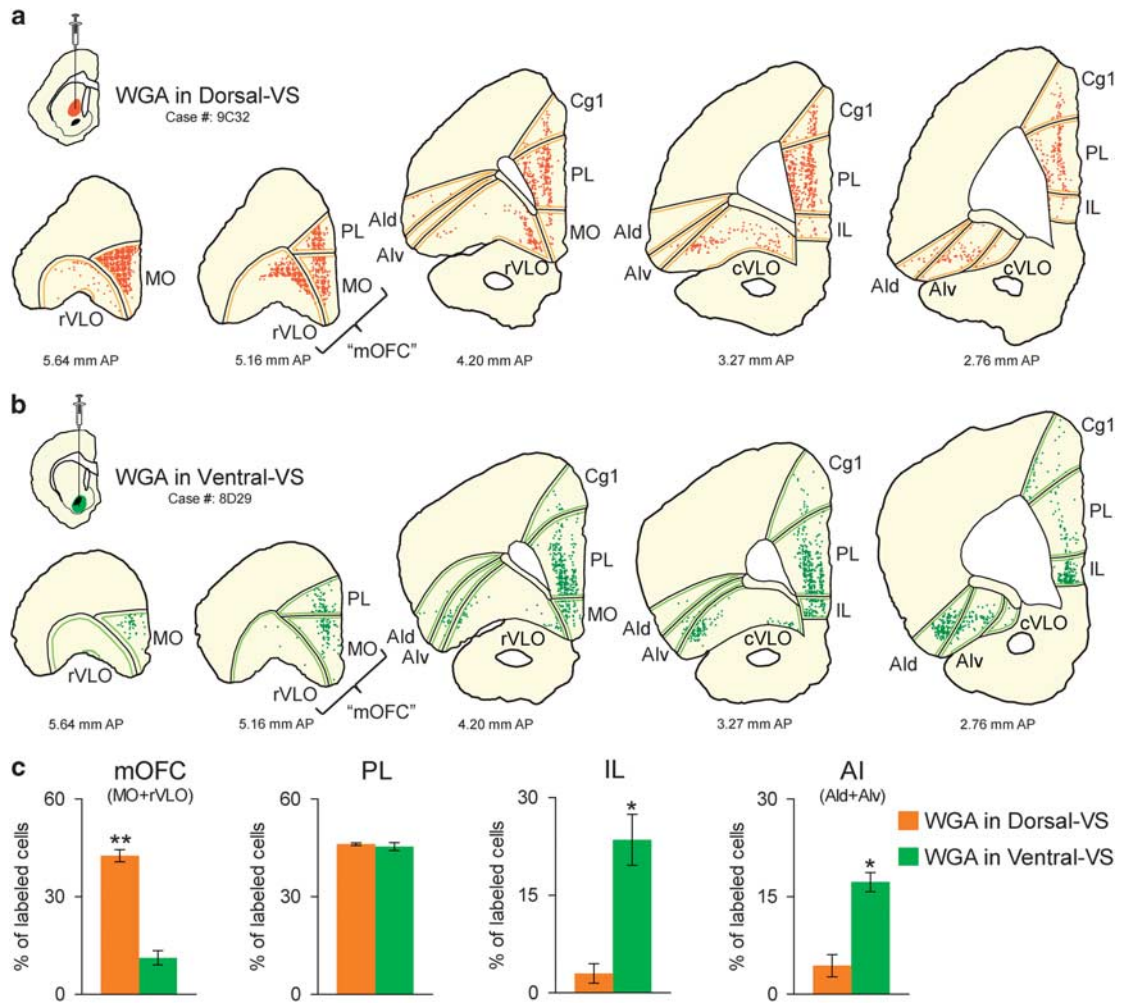 a
WGA in Dorsal-VS
Case #: 9C32
MO
rVLO
5.64 mm AP
PL
MO
rVLO
"mOFC"
5.16 mm AP
Cg1
PL
MO
AId
AIv
rVLO
4.20 mm AP
Cg1
PL
IL
AId
AIv
cVLO
3.27 mm AP
Cg1
PL
IL
AId
AIv
cVLO
2.76 mm AP
b
WGA in Ventral-VS
Case #: 8D29
MO
rVLO
5.64 mm AP
PL
MO
rVLO
"mOFC"
5.16 mm AP
Cg1
PL
MO
AId
AIv
rVLO
4.20 mm AP
Cg1
PL
IL
AId
AIv
cVLO
3.27 mm AP
Cg1
PL
IL
AId
AIv
cVLO
2.76 mm AP
c
mOFC
(MO+rVLO)
% of labeled cells
60
30
0
**
PL
% of labeled cells
60
30
0
IL
% of labeled cells
30
15
0
*
AI
(AId+AIv)
% of labeled cells
30
15
0
*
WGA in Dorsal-VS
WGA in Ventral-VS